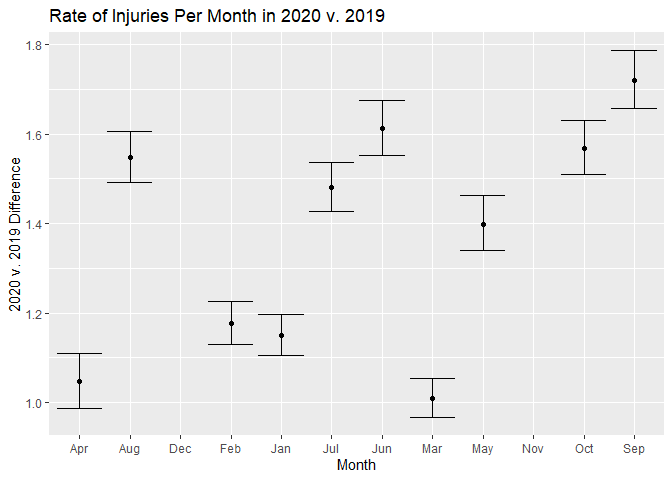 Rate of Injuries Per Month in 2020 v. 2019
2020 v. 2019 Difference
1.8
1.6
1.4
1.2
1.0
Apr Aug Dec Feb Jan Jul Jun Mar May Nov Oct Sep
Month